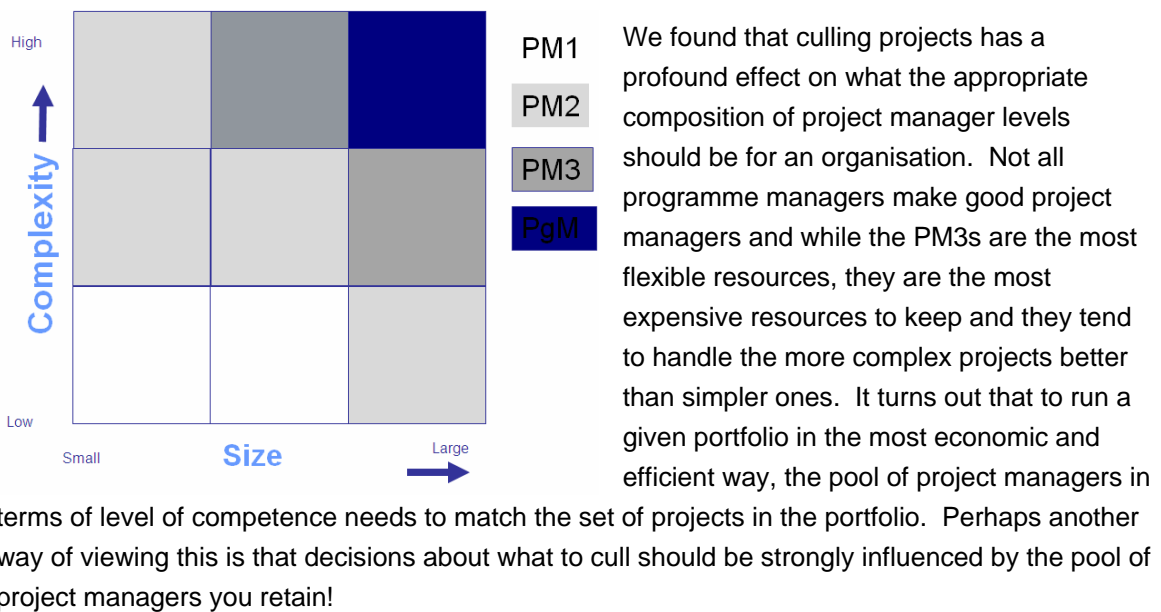 High
Complexity
Low
Small
Size
Large
PM1
PM2
PM3
PgM
We found that culling projects has a
profound effect on what the appropriate
composition of project manager levels
should be for an organisation.  Not all
programme managers make good project
managers and while the PM3s are the most
flexible resources, they are the most
expensive resources to keep and they tend
to handle the more complex projects better
than simpler ones.  It turns out that to run a
given portfolio in the most economic and
efficient way, the pool of project managers in
terms of level of competence needs to match the set of projects in the portfolio.  Perhaps another
way of viewing this is that decisions about what to cull should be strongly influenced by the pool of
project managers you retain!